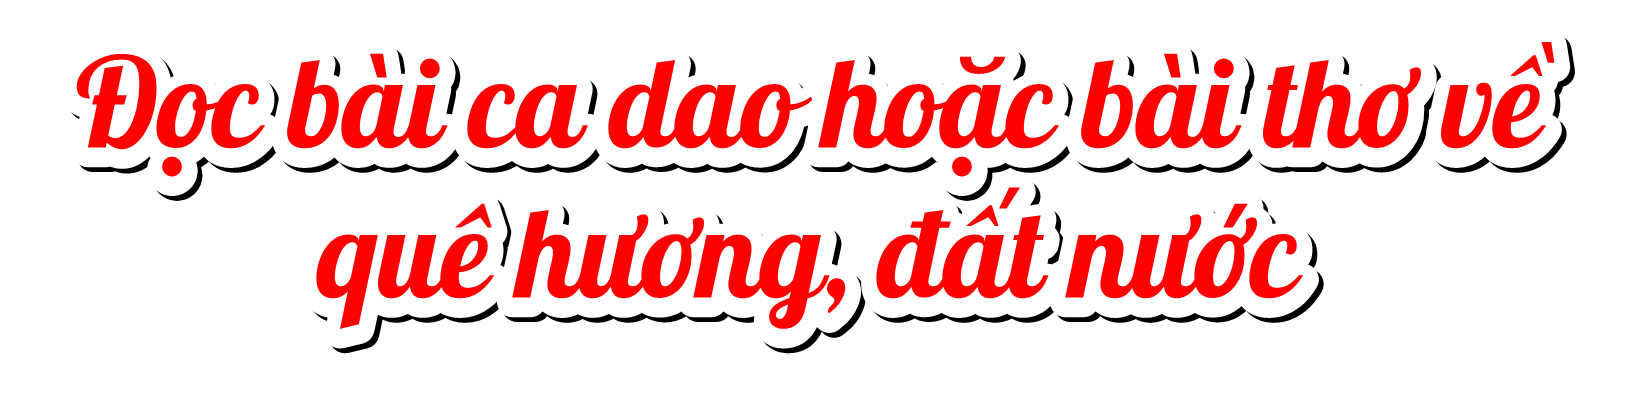 Đọc bài ca dao hoặc bài thơ về
quê hương, đất nước